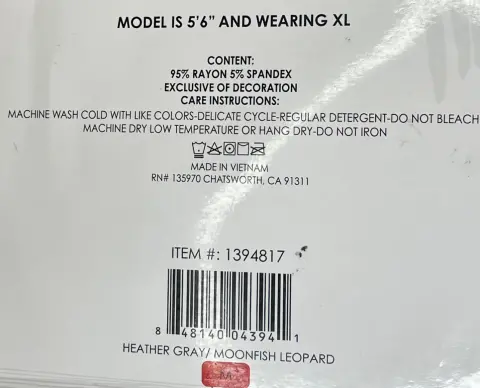 MODEL IS 5'6" AND WEARING XL
CONTENT:
95% RAYON 5% SPANDEX
EXCLUSIVE OF DECORATION
CARE INSTRUCTIONS:
MACHINE WASH COLD WITH LIKE COLORS-DELICATE CYCLE-REGULAR DETERGENT-DO NOT BLEACH
MACHINE DRY LOW TEMPERATURE OR HANG DRY-DO NOT IRON
MADE IN VIETNAM
RN# 135970 CHATSWORTH, CA 91311
ITEM #: 1394817
8 48140 04394 1
HEATHER GRAY/ MOONFISH LEOPARD